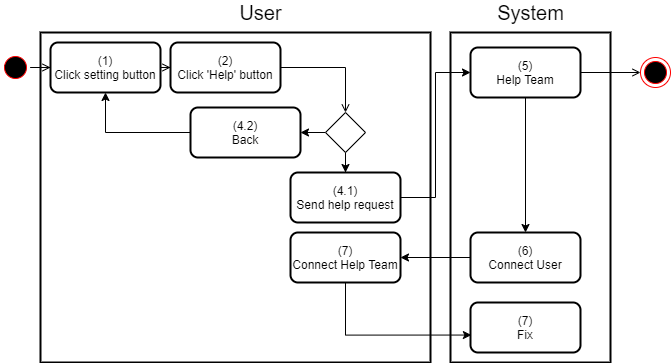 User
System
(1)
Click setting button
(2)
Click 'Help' button
(5)
Help Team
(4.2)
Back
(4.1)
Send help request
(7)
Connect Help Team
(6)
Connect User
(7)
Fix